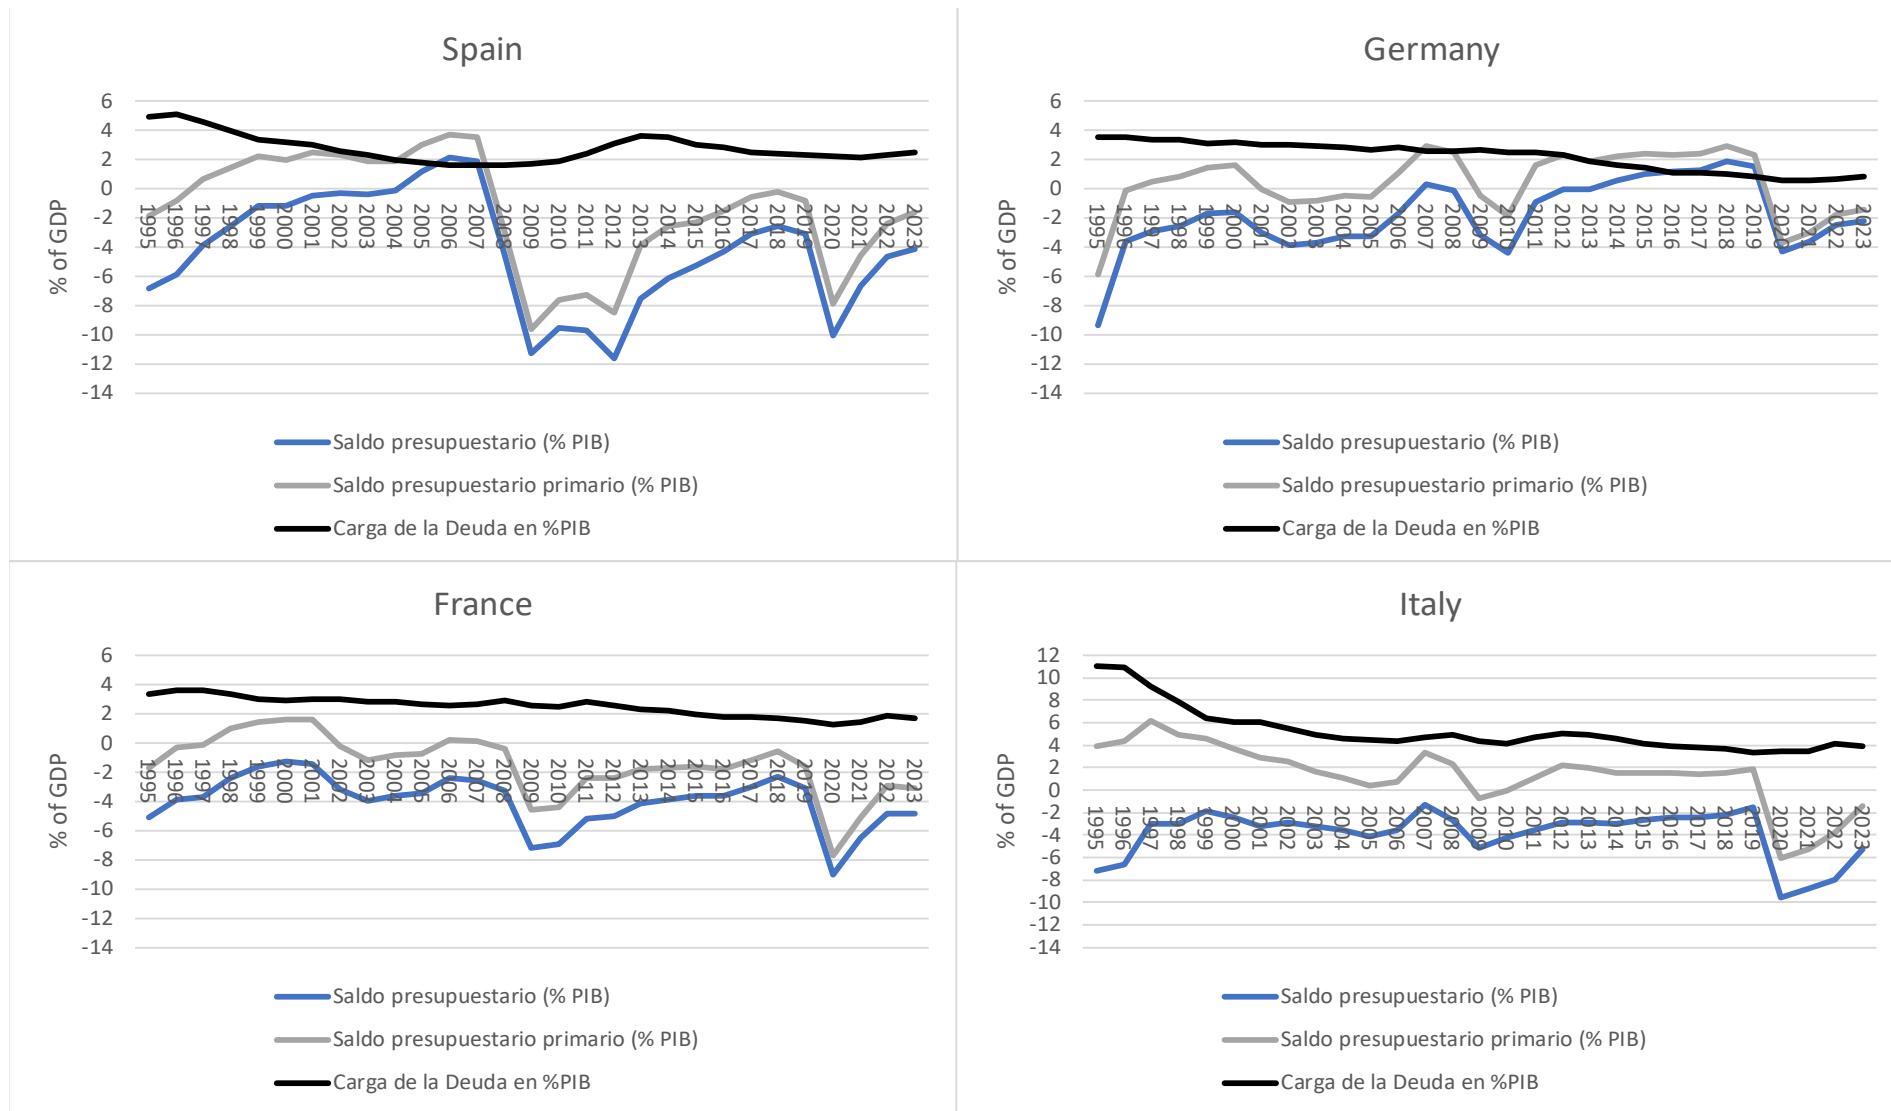 Spain
% of GDP
6
4
2
0
-2
-4
-6
-8
-10
-12
-14
1995 1996 1997 1998 1999 2000 2001 2002 2003 2004 2005 2006 2007 2008 2009 2010 2011 2012 2013 2014 2015 2016 2017 2018 2019 2020 2021 2022 2023
Saldo presupuestario (% PIB)
Saldo presupuestario primario (% PIB)
Carga de la Deuda en %PIB
Germany
% of GDP
6
4
2
0
-2
-4
-6
-8
-10
-12
-14
1995 1996 1997 1998 1999 2000 2001 2002 2003 2004 2005 2006 2007 2008 2009 2010 2011 2012 2013 2014 2015 2016 2017 2018 2019 2020 2021 2022 2023
Saldo presupuestario (% PIB)
Saldo presupuestario primario (% PIB)
Carga de la Deuda en %PIB
France
% of GDP
6
4
2
0
-2
-4
-6
-8
-10
-12
-14
1995 1996 1997 1998 1999 2000 2001 2002 2003 2004 2005 2006 2007 2008 2009 2010 2011 2012 2013 2014 2015 2016 2017 2018 2019 2020 2021 2022 2023
Saldo presupuestario (% PIB)
Saldo presupuestario primario (% PIB)
Carga de la Deuda en %PIB
Italy
% of GDP
12
10
8
6
4
2
0
-2
-4
-6
-8
-10
-12
-14
1995 1996 1997 1998 1999 2000 2001 2002 2003 2004 2005 2006 2007 2008 2009 2010 2011 2012 2013 2014 2015 2016 2017 2018 2019 2020 2021 2022 2023
Saldo presupuestario (% PIB)
Saldo presupuestario primario (% PIB)
Carga de la Deuda en %PIB